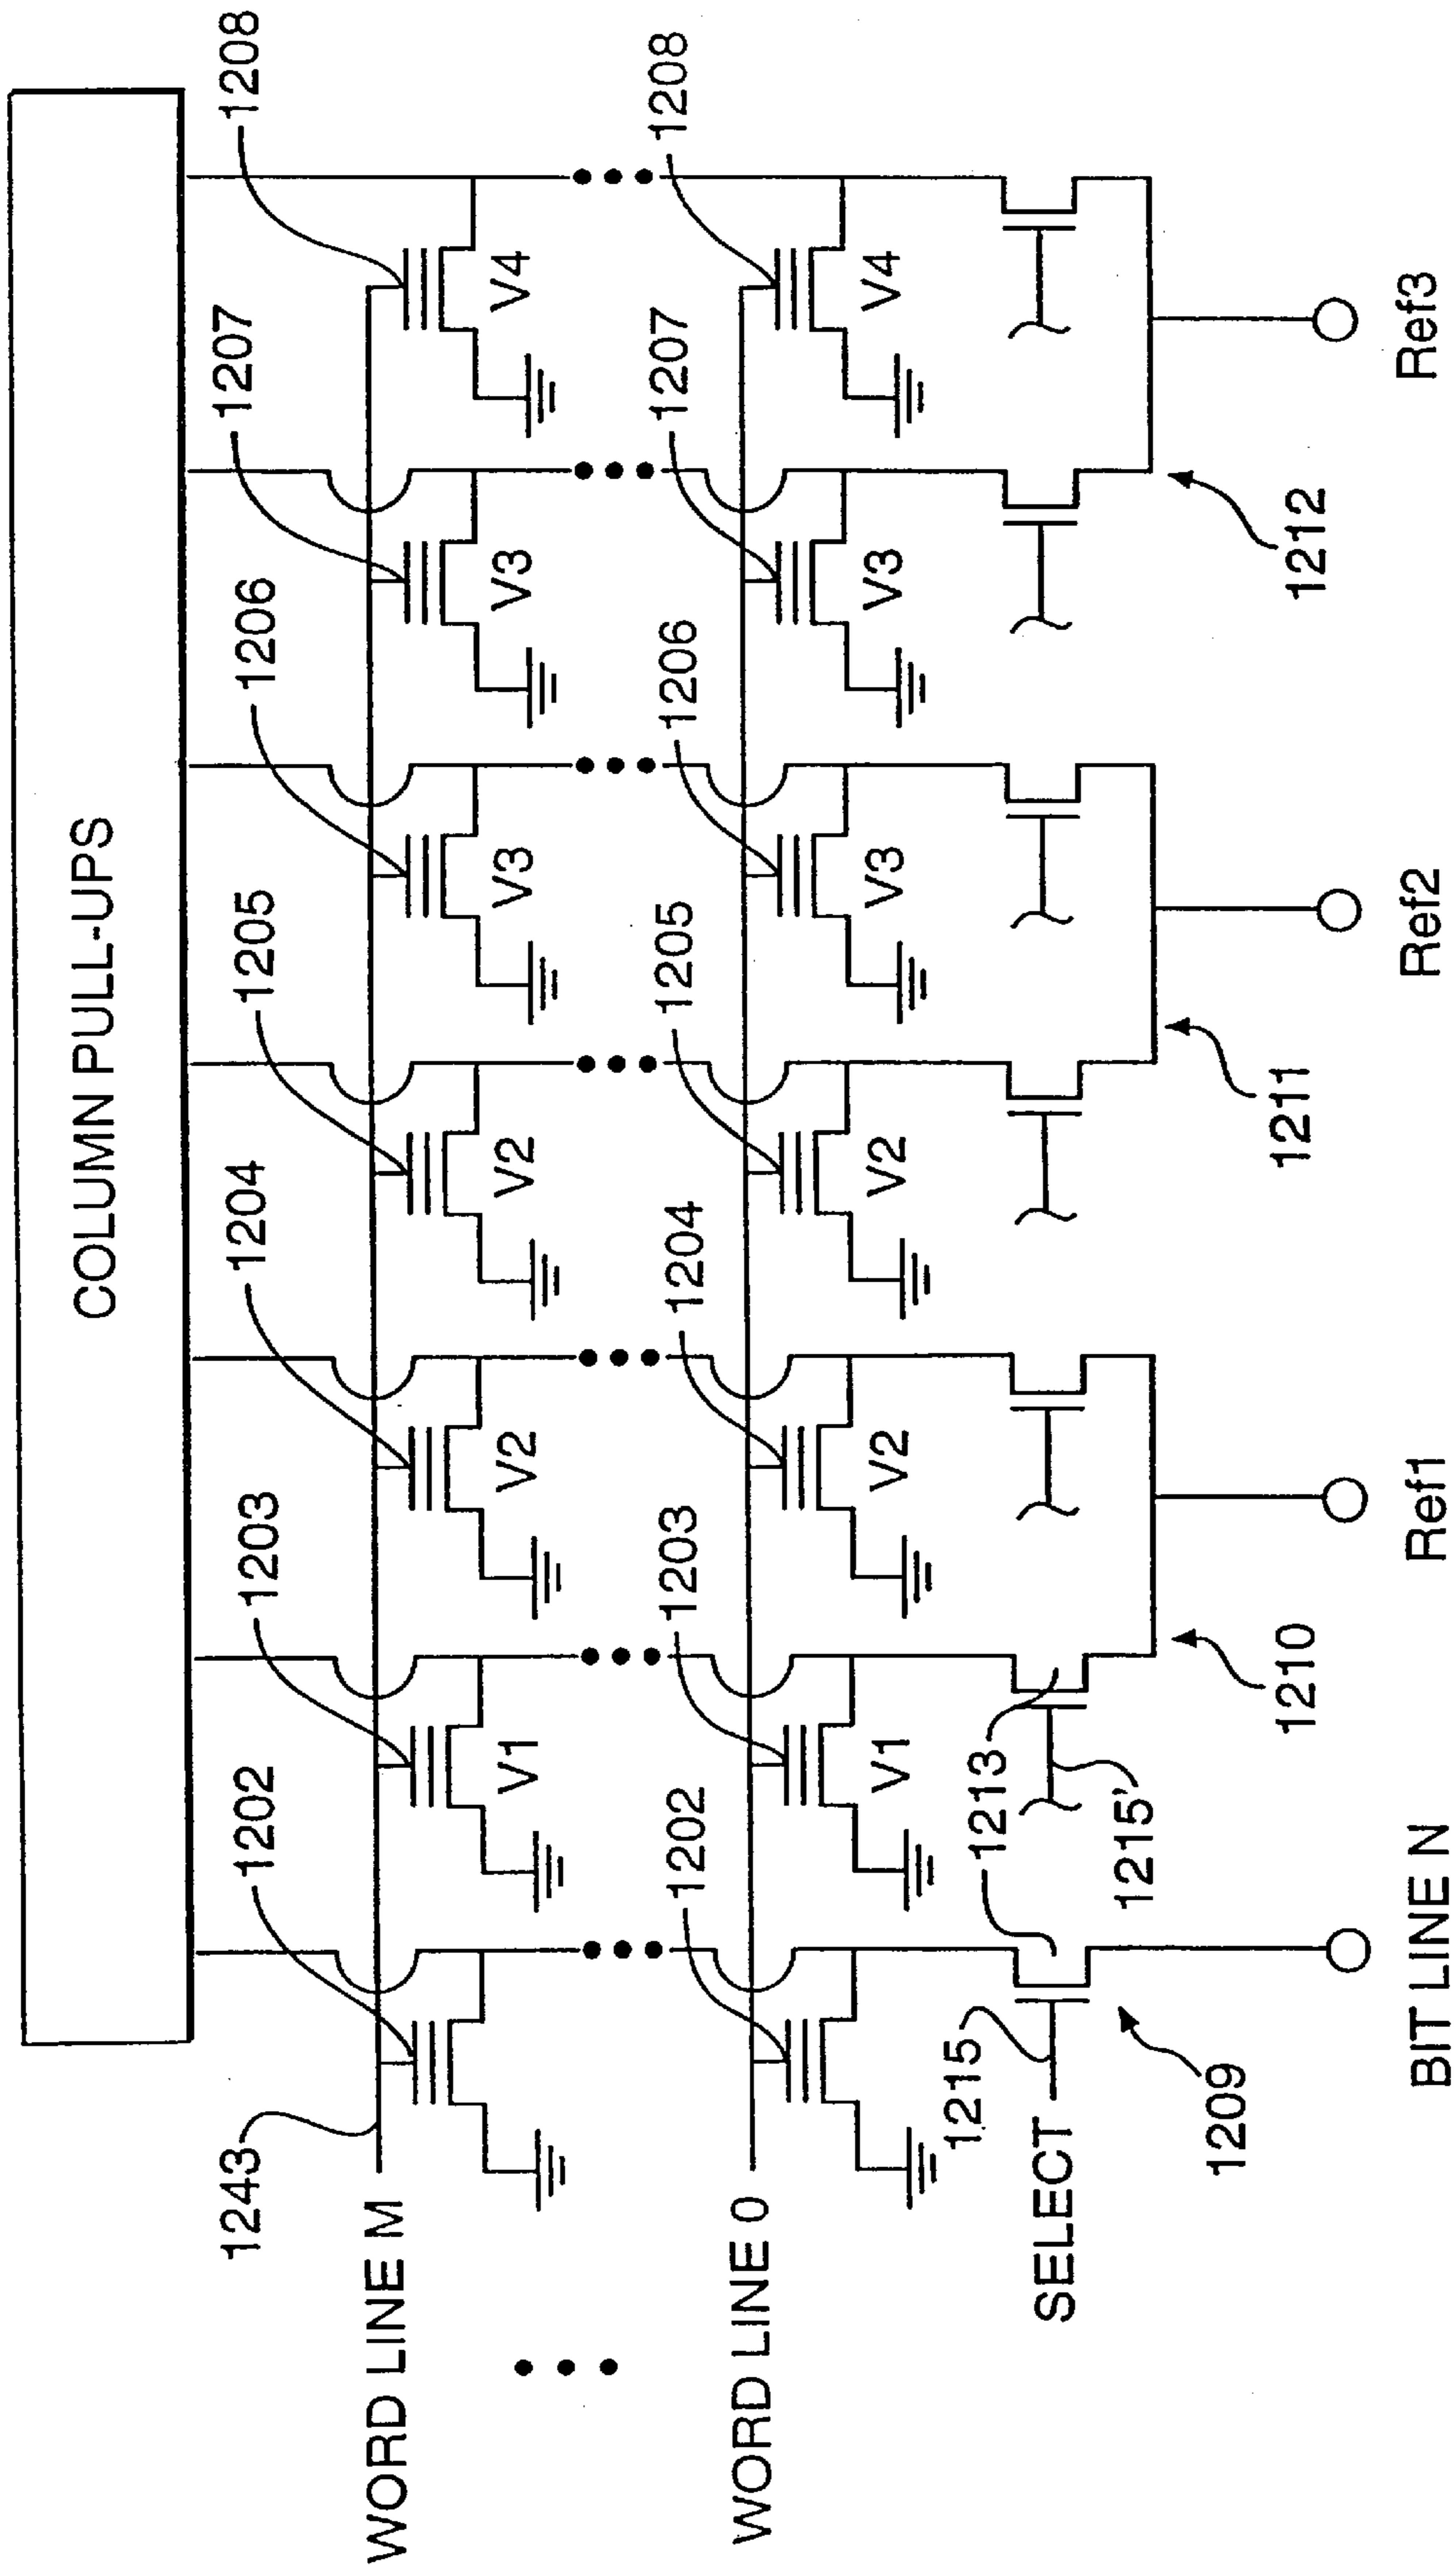 COLUMN PULL-UPS
1243
1202
1203
1204
1205
1206
1207
1208
WORD LINE M
V1
V2
V2
V3
V3
V4
1202
1203
1204
1205
1206
1207
1208
WORD LINE 0
V1
V2
V2
V3
V3
V4
1215
1213
SELECT
1215'
1209
1210
1211
1212
BIT LINE N
Ref1
Ref2
Ref3